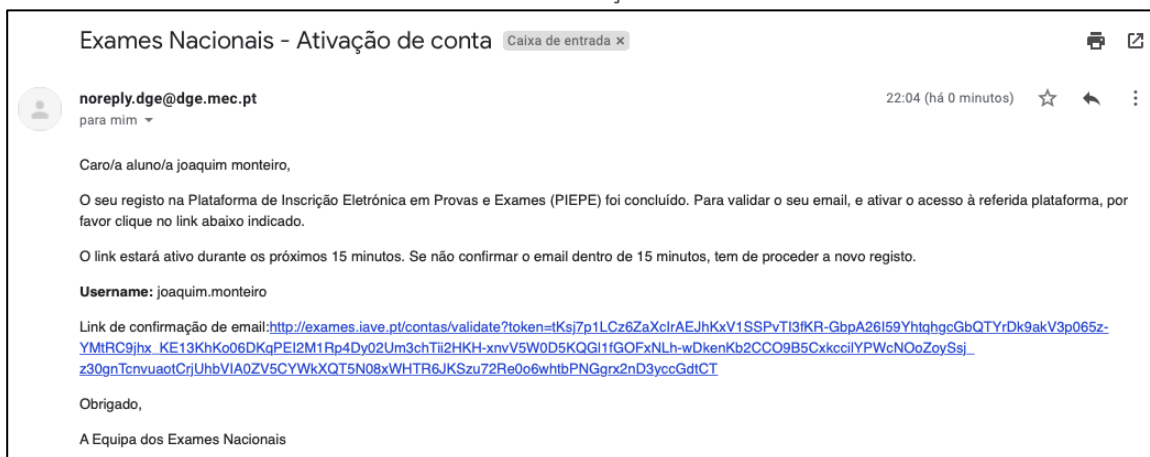 Exames Nacionais - Ativação de conta Caixa de entrada x
noreply.dge@dge.mec.pt 22:04 (há 0 minutos)
para mim
Caro/a aluno/a joaquim monteiro,
O seu registo na Plataforma de Inscrição Eletrónica em Provas e Exames (PIEPE) foi concluído. Para validar o seu email, e ativar o acesso à referida plataforma, por
favor clique no link abaixo indicado.
O link estará ativo durante os próximos 15 minutos. Se não confirmar o email dentro de 15 minutos, tem de proceder a novo registo.
Username: joaquim.monteiro
Link de confirmação de email:http://exames.iave.pt/contas/validate?token=tKsj7p1LCz6ZaXcIrAEJhKxV1SSPvTl3fKR-GbpA26I59YhtqhgcGbQTYrDk9akV3p065z-
YMtRC9jhx_KE13KhKo06DKqPEI2M1Rp4Dy02Um3chTii2HKH-xnvV5W0D5KQGl1fGOFxNLh-wDkenKb2CCO9B5CxkccilYPWcNOoZoySsj_
z30gnTcnvuaotCrjUhbVIA0ZV5CYWkXQT5N08xWHTR6JKSzu72Re0o6whtbPNGgrx2nD3yccGdtCT
Obrigado,
A Equipa dos Exames Nacionais